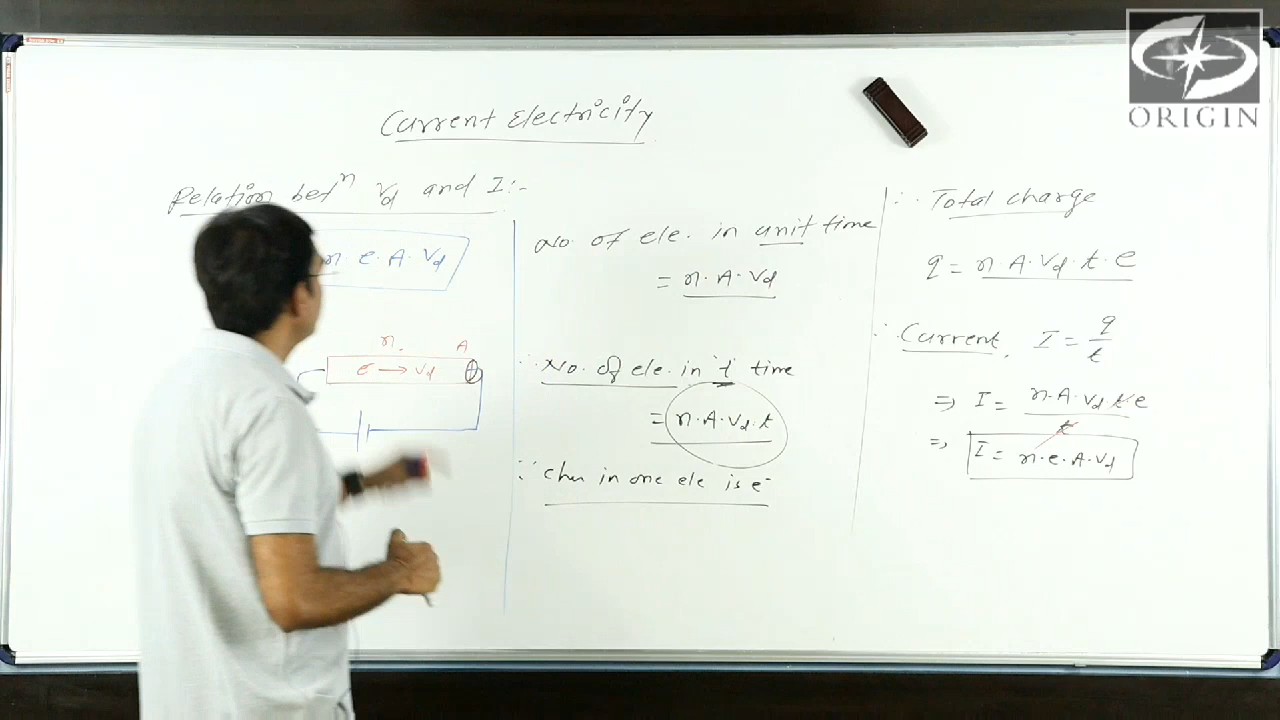 ORIGIN
Current Electricity
Relation betⁿ Vd and I:-
n e. A. Vd
n.
A
e → Vd
No. of ele. in unit time
= n. A. Vd
∴ No. of ele. in 't' time
= n. A. Vd. t
∵ in one ele is e⁻
∴ Total charge
q = n. A. Vd. t. e
∴ Current, I = q/t
⇒ I = n. A. Vd t e / t
⇒ I = n. e. A. Vd